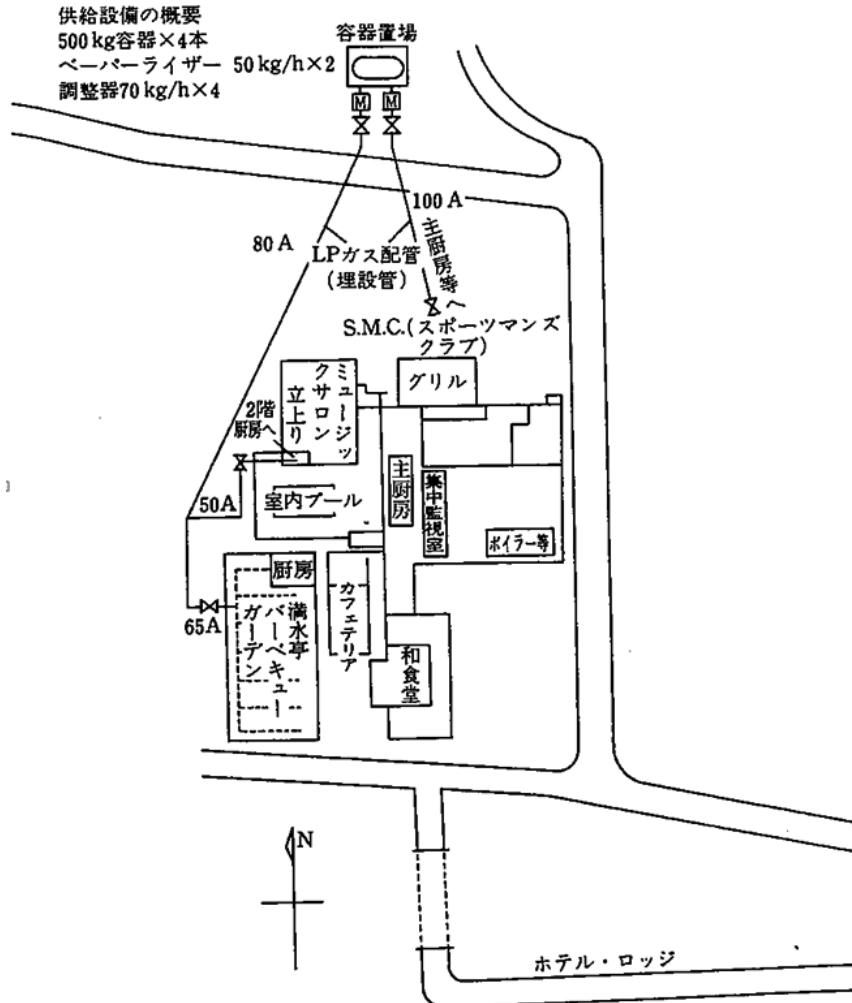 供給設備の概要
500kg容器×4本
ベーパーライザー 50kg/h×2
調整器70kg/h×4
容器置場
M
M
100A
80A
LPガス配管
(埋設管)
主厨房等へ
S.M.C.(スポーツマンズ
クラブ)
グリル
ミュージッ
クサロン
立上り
2階
厨房へ
50A
室内プール
主厨房
集中監視室
ボイラー等
厨房
65A
満水亭
バーベキュー
ガーデン
カフェテリア
和食堂
N
ホテル・ロッジ